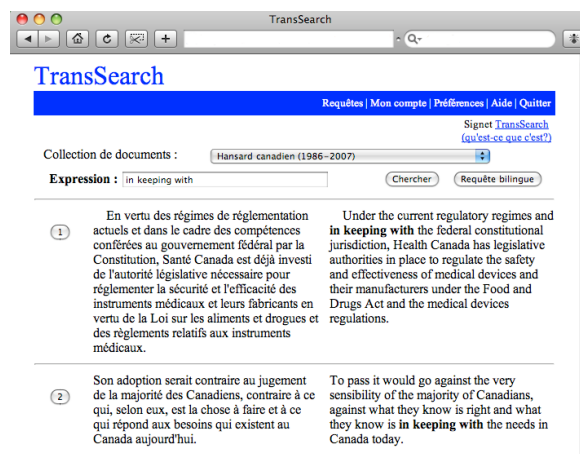 TransSearch
TransSearch
Requêtes | Mon compte | Préférences | Aide | Quitter
Signet TransSearch
(qu'est-ce que c'est?)
Collection de documents : Hansard canadien (1986-2007)
Expression : in keeping with Chercher Requête bilingue
1
En vertu des régimes de réglementation
actuels et dans le cadre des compétences
conférées au gouvernement fédéral par la
Constitution, Santé Canada est déjà investi
de l'autorité législative nécessaire pour
réglementer la sécurité et l'efficacité des
instruments médicaux et leurs fabricants en
vertu de la Loi sur les aliments et drogues et
des règlements relatifs aux instruments
médicaux.
Under the current regulatory regimes and
in keeping with the federal constitutional
jurisdiction, Health Canada has legislative
authorities in place to regulate the safety
and effectiveness of medical devices and
their manufacturers under the Food and
Drugs Act and the medical devices
regulations.
2
Son adoption serait contraire au jugement
de la majorité des Canadiens, contraire à ce
qui, selon eux, est la chose à faire et à ce
qui répond aux besoins qui existent au
Canada aujourd'hui.
To pass it would go against the very
sensibility of the majority of Canadians,
against what they know is right and what
they know is in keeping with the needs in
Canada today.